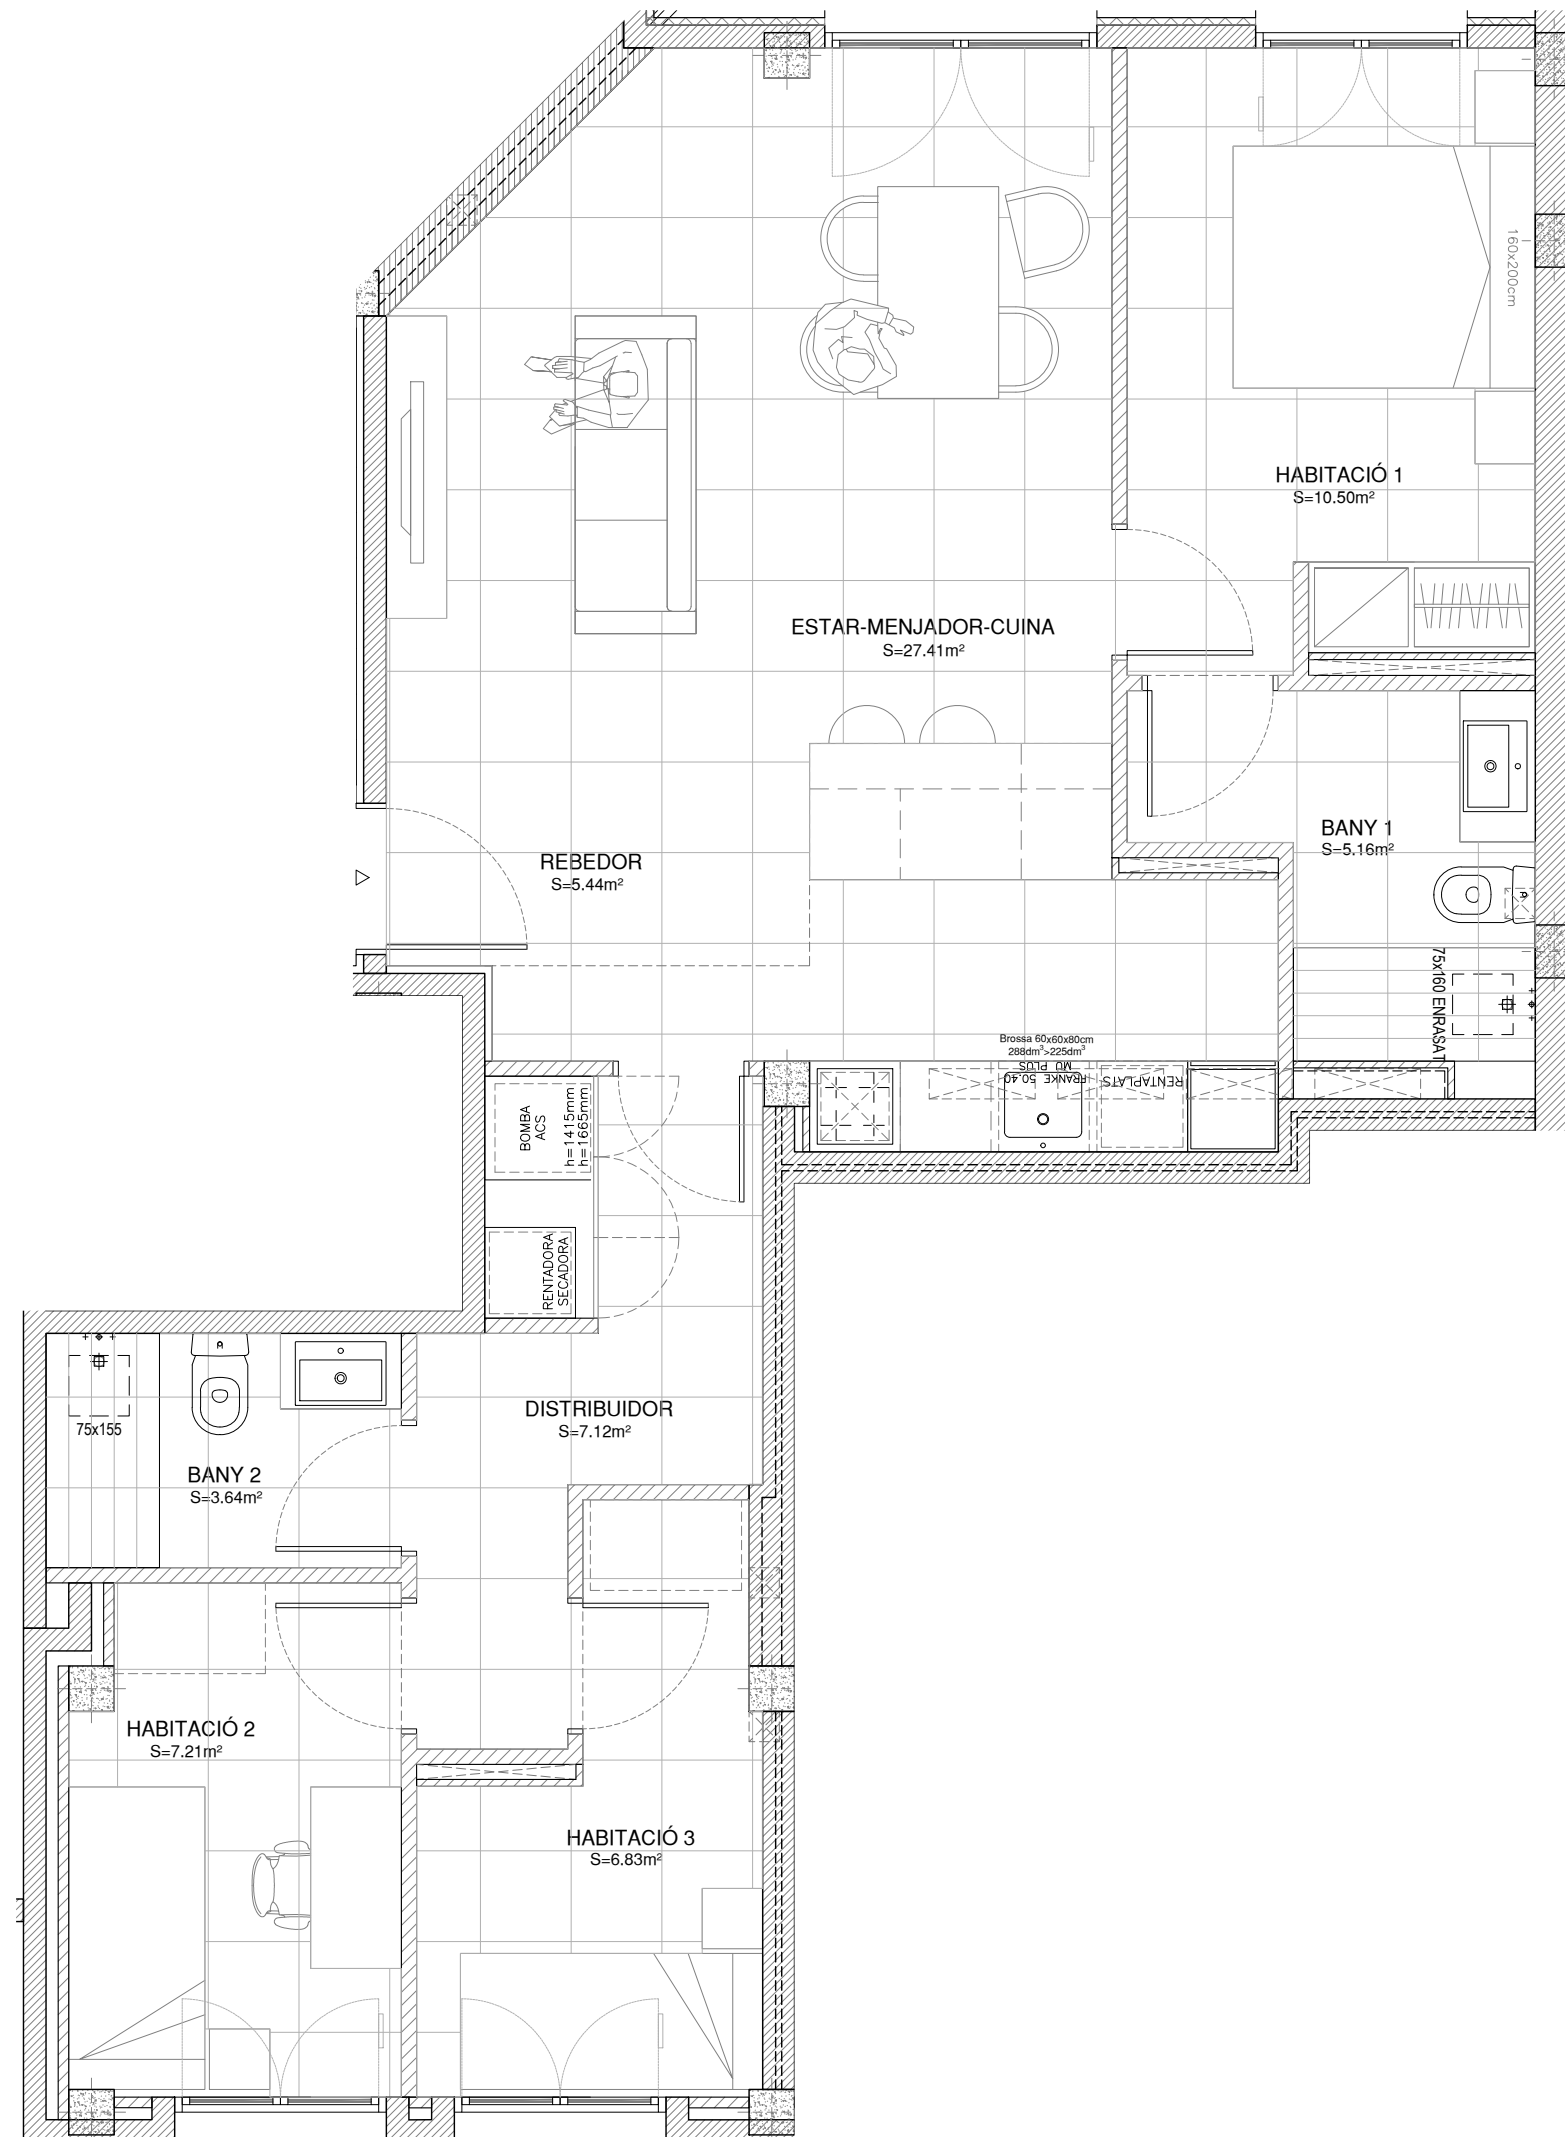 160x200cm
HABITACIÓ 1
S=10.50m²
ESTAR-MENJADOR-CUINA
S=27.41m²
BANY 1
S=5.16m²
REBEDOR
S=5.44m²
75x160 ENRASAT
Brossa 60x60x80cm
288dm³>225dm³
FRANKE 50.40
MU PLUS
RENTAPLATS
BOMBA
ACS
h=1415mm
h=1665mm
RENTADORA
SECADORA
75x155
DISTRIBUIDOR
S=7.12m²
BANY 2
S=3.64m²
HABITACIÓ 2
S=7.21m²
HABITACIÓ 3
S=6.83m²